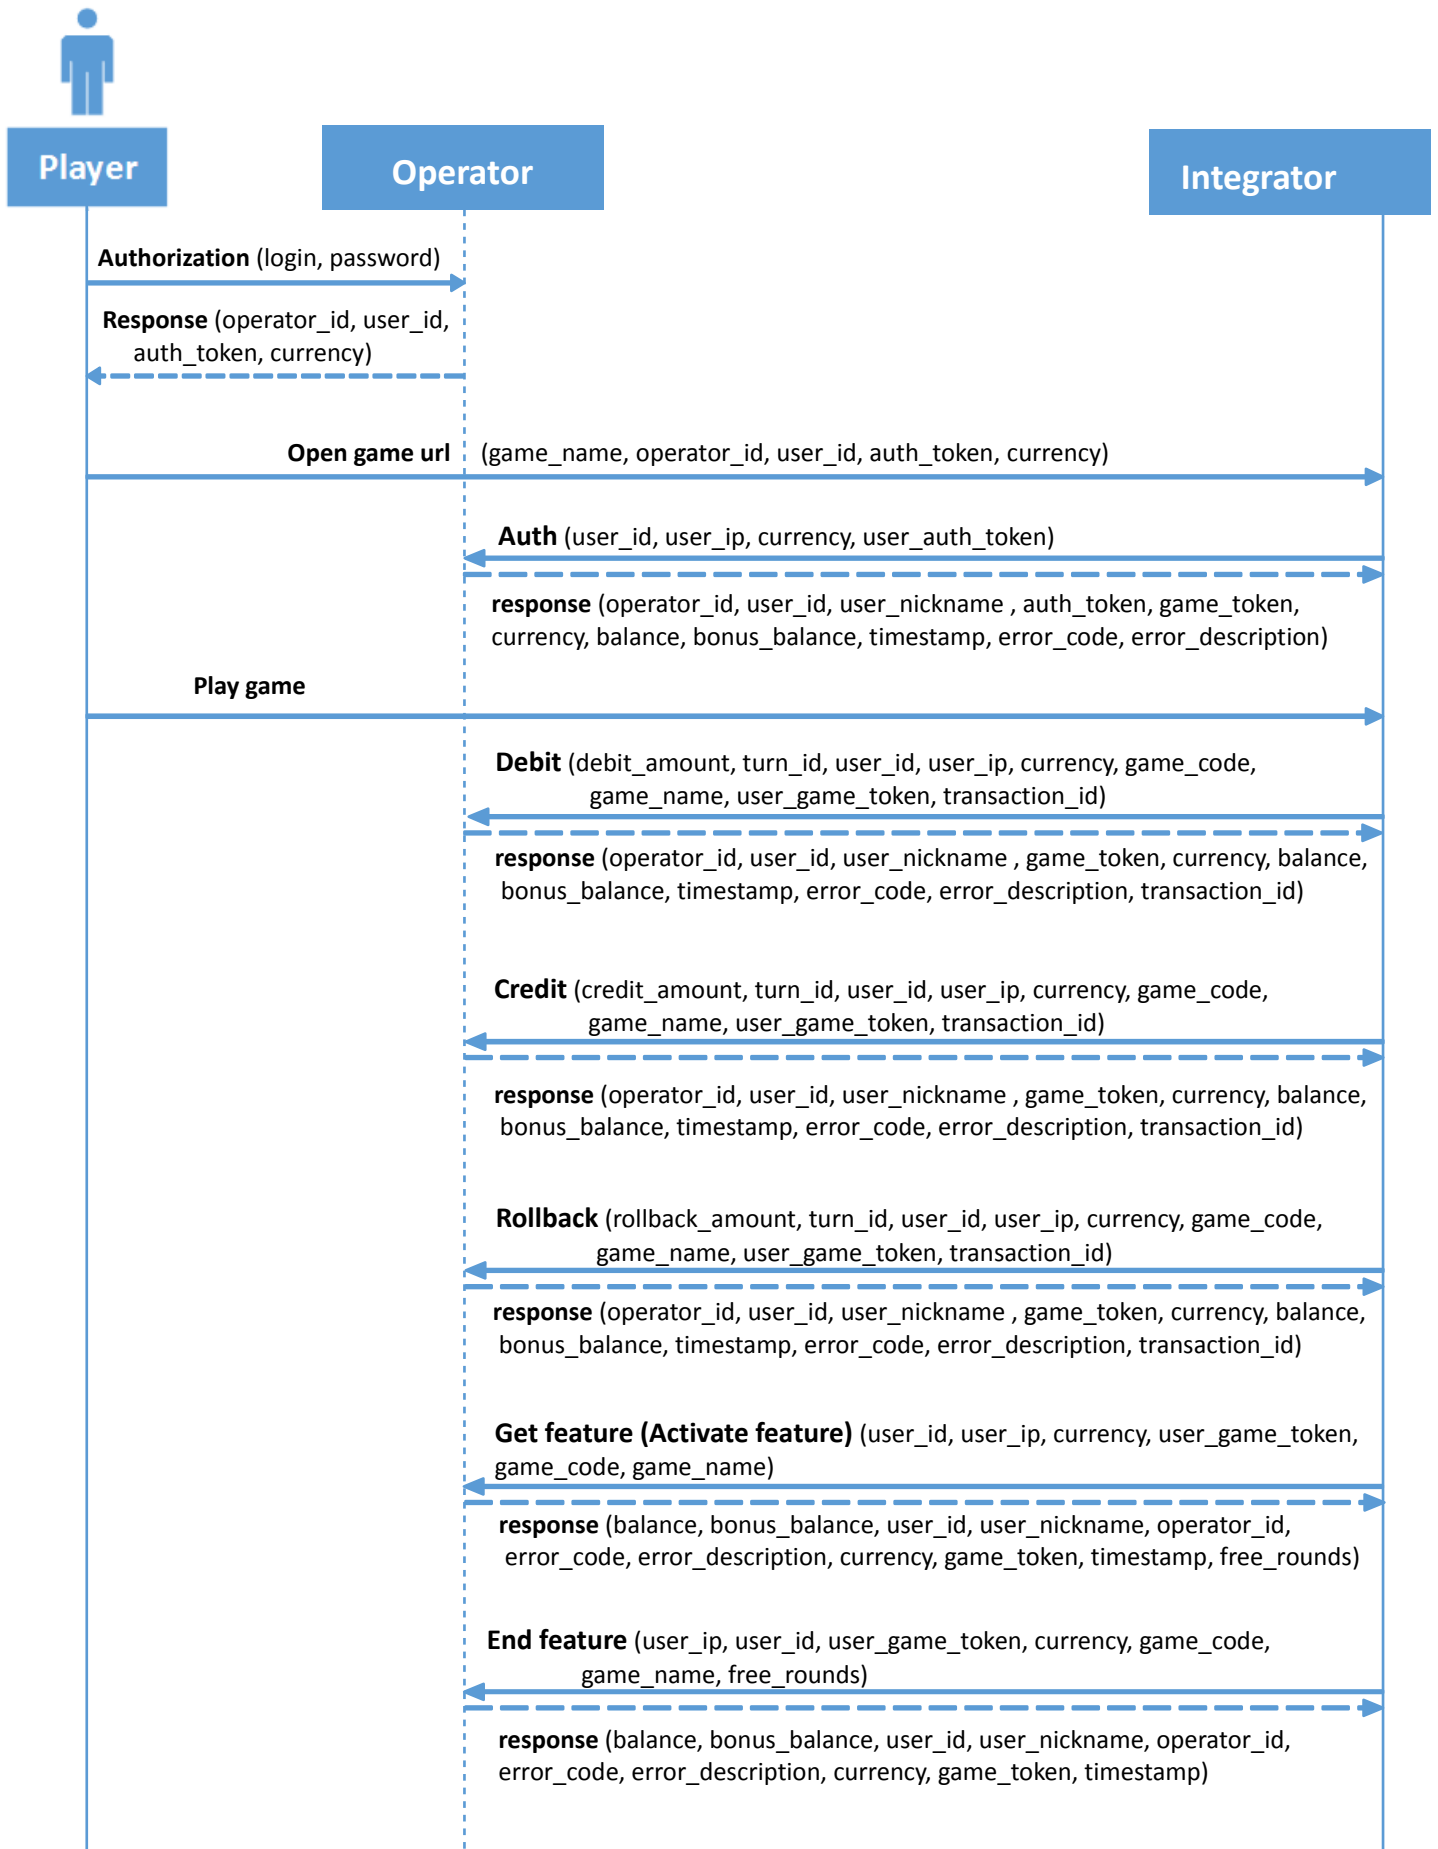 Player
Operator
Integrator
Authorization (login, password)
Response (operator_id, user_id,
auth_token, currency)
Open game url (game_name, operator_id, user_id, auth_token, currency)
Auth (user_id, user_ip, currency, user_auth_token)
response (operator_id, user_id, user_nickname , auth_token, game_token,
currency, balance, bonus_balance, timestamp, error_code, error_description)
Play game
Debit (debit_amount, turn_id, user_id, user_ip, currency, game_code,
game_name, user_game_token, transaction_id)
response (operator_id, user_id, user_nickname , game_token, currency, balance,
bonus_balance, timestamp, error_code, error_description, transaction_id)
Credit (credit_amount, turn_id, user_id, user_ip, currency, game_code,
game_name, user_game_token, transaction_id)
response (operator_id, user_id, user_nickname , game_token, currency, balance,
bonus_balance, timestamp, error_code, error_description, transaction_id)
Rollback (rollback_amount, turn_id, user_id, user_ip, currency, game_code,
game_name, user_game_token, transaction_id)
response (operator_id, user_id, user_nickname , game_token, currency, balance,
bonus_balance, timestamp, error_code, error_description, transaction_id)
Get feature (Activate feature) (user_id, user_ip, currency, user_game_token,
game_code, game_name)
response (balance, bonus_balance, user_id, user_nickname, operator_id,
error_code, error_description, currency, game_token, timestamp, free_rounds)
End feature (user_ip, user_id, user_game_token, currency, game_code,
game_name, free_rounds)
response (balance, bonus_balance, user_id, user_nickname, operator_id,
error_code, error_description, currency, game_token, timestamp)